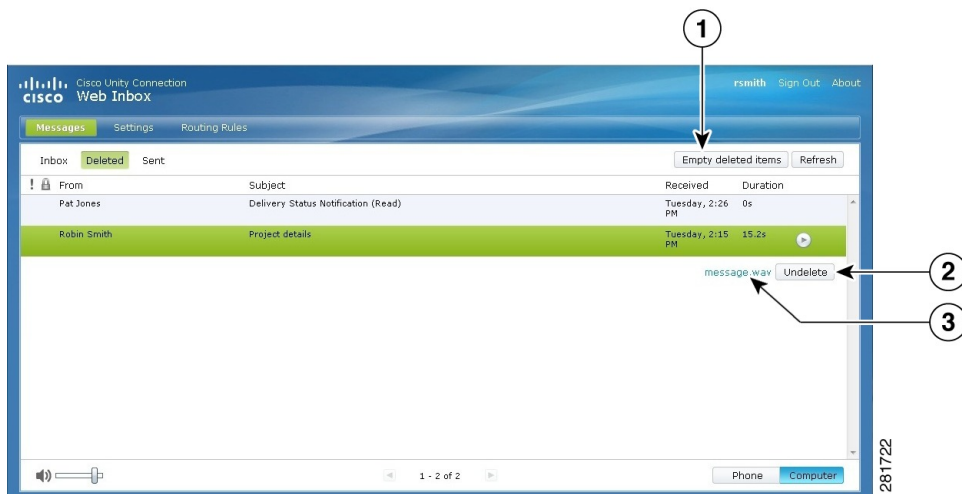 1
Cisco Unity Connection
rsmith Sign Out About
CISCO Web Inbox
Messages Settings Routing Rules
Inbox Deleted Sent
Empty deleted items Refresh
! From Subject Received Duration
Pat Jones Delivery Status Notification (Read) Tuesday, 2:26 0s
PM
Robin Smith Project details Tuesday, 2:15 15.2s
PM
message.wav Undelete
2
3
1 - 2 of 2
Phone Computer
281722